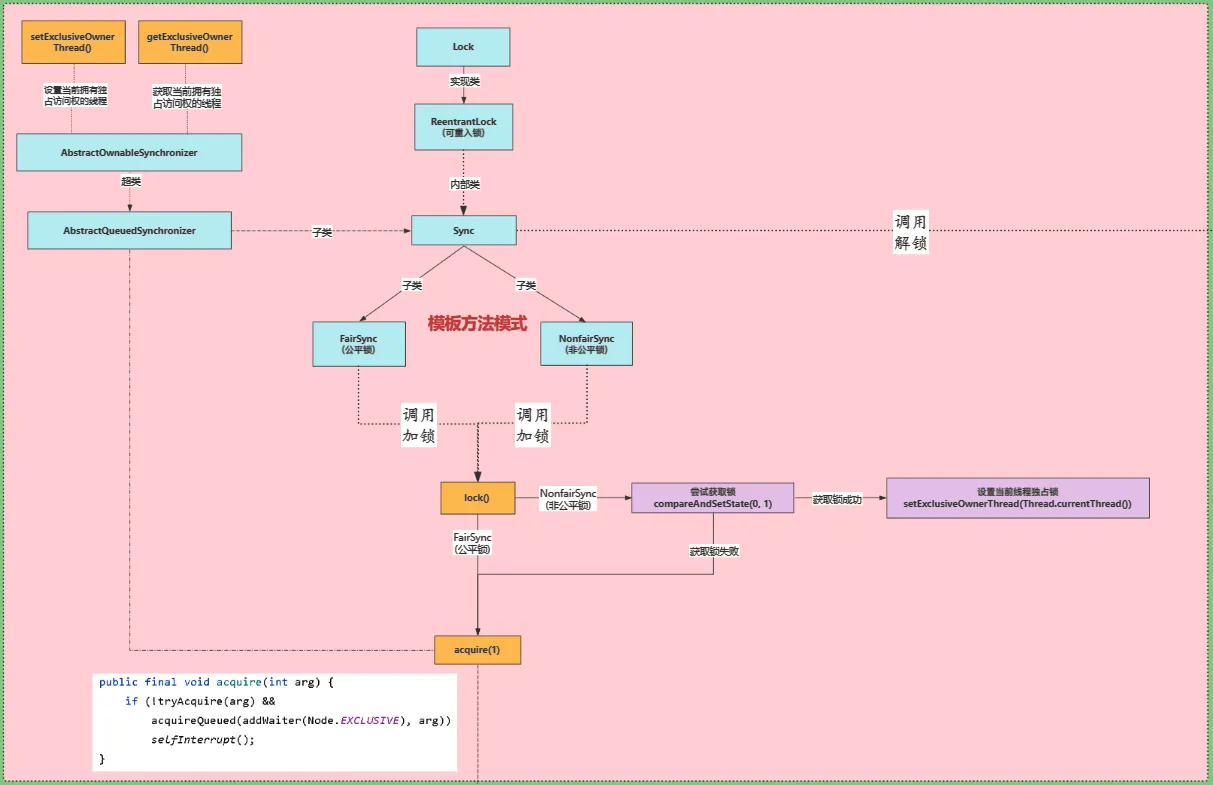 setExclusiveOwner
Thread()
getExclusiveOwner
Thread()
设置当前拥有独
占访问权的线程
获取当前拥有独
占访问权的线程
AbstractOwnableSynchronizer
超类
AbstractQueuedSynchronizer
子类
Lock
实现类
ReentrantLock
(可重入锁)
内部类
Sync
调用
解锁
子类
子类
模板方法模式
FairSync
(公平锁)
NonfairSync
(非公平锁)
调用
加锁
调用
加锁
lock()
NonfairSync
(非公平锁)
尝试获取锁
compareAndSetState(0, 1)
获取锁成功
设置当前线程独占锁
setExclusiveOwnerThread(Thread.currentThread())
FairSync
(公平锁)
获取锁失败
acquire(1)
public final void acquire(int arg) {
if (!tryAcquire(arg) &&
acquireQueued(addWaiter(Node.EXCLUSIVE), arg))
selfInterrupt();
}